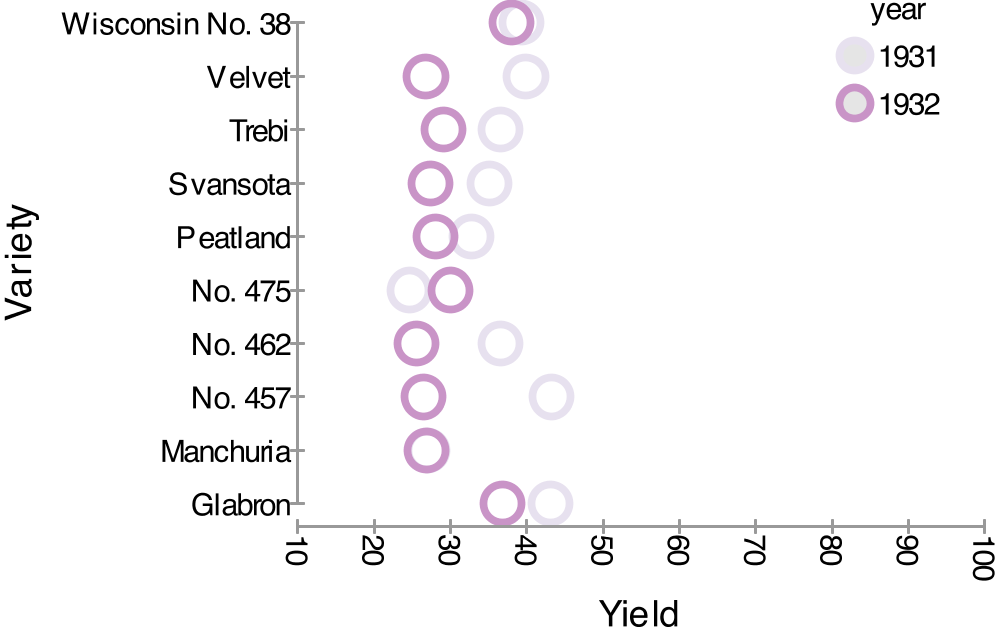 Wisconsin No. 38
Velvet
Trebi
Svansota
Peatland
No. 475
No. 462
No. 457
Manchuria
Glabron
Variety
10 20 30 40 50 60 70 80 90 100
Yield
year
1931
1932